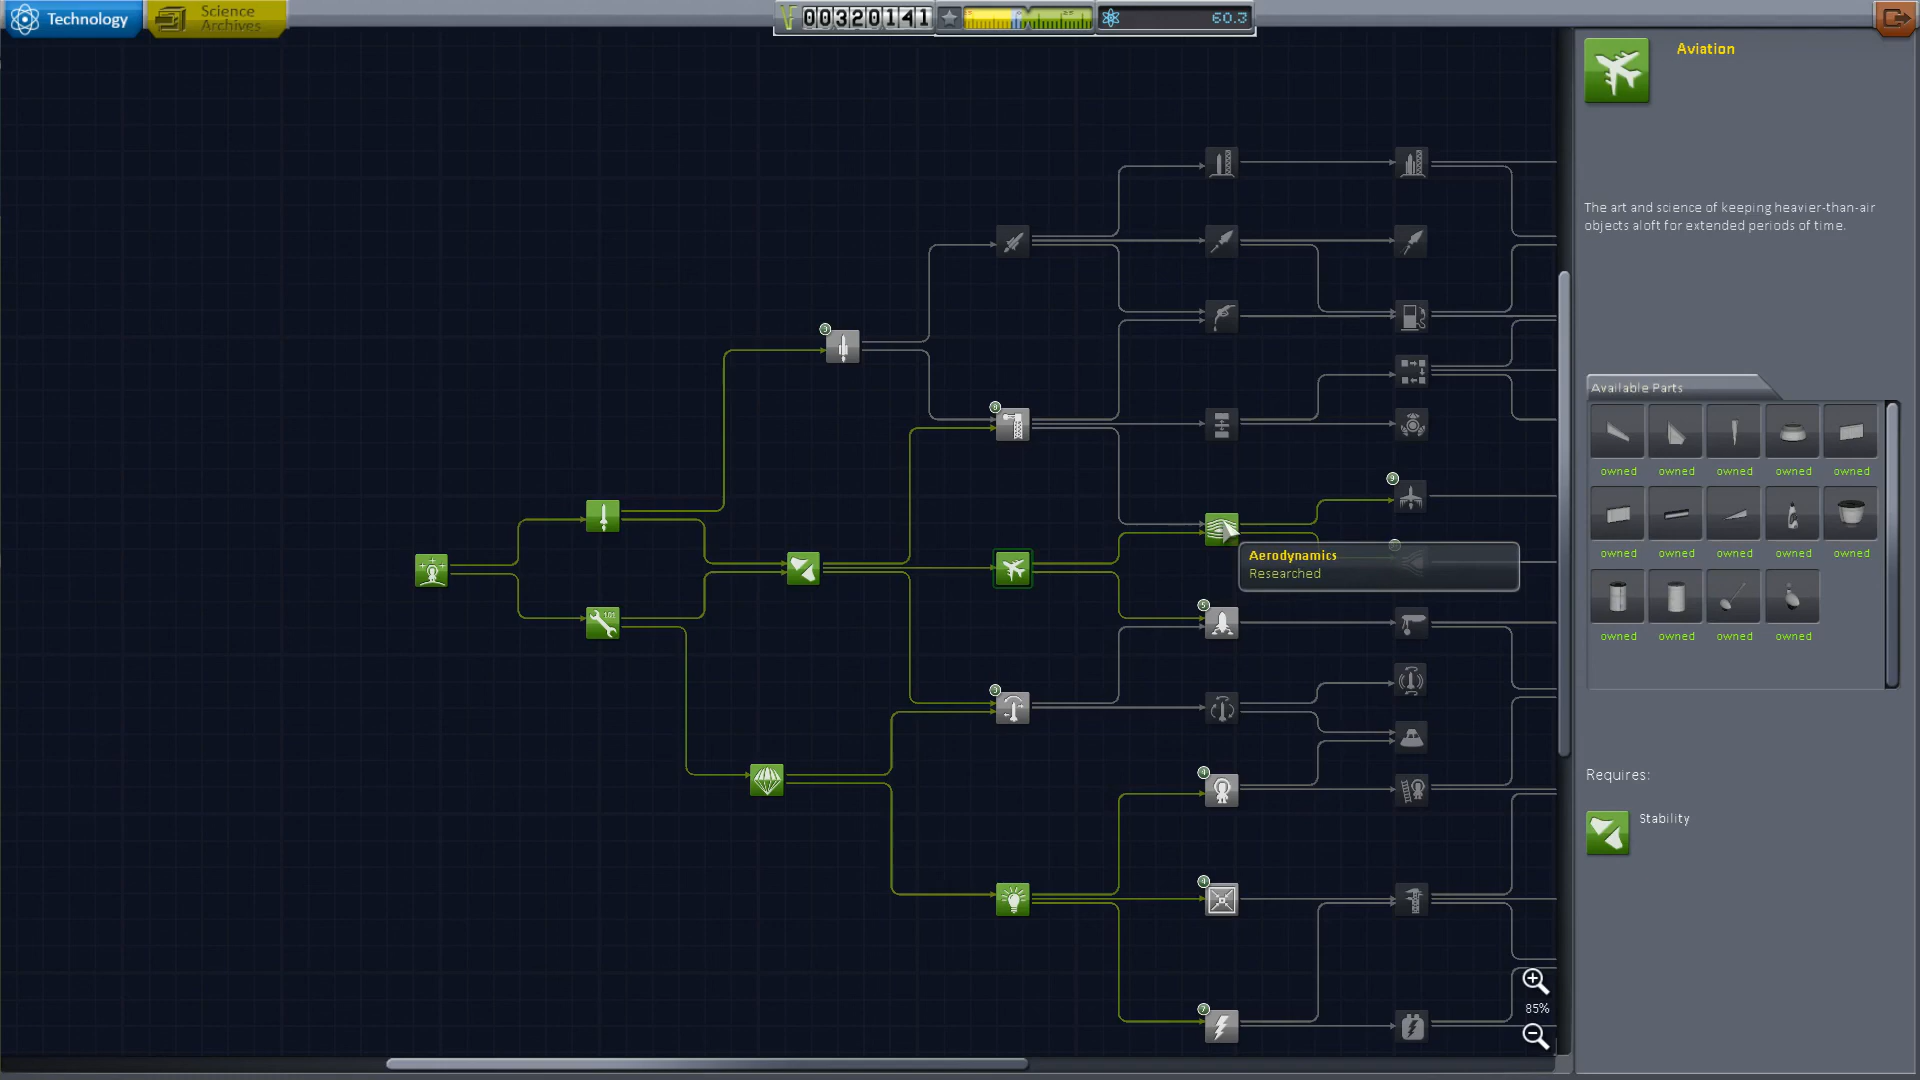 Technology
Science
Archives
00320141
60.3
Aviation
The art and science of keeping heavier-than-air
objects aloft for extended periods of time.
Available Parts
owned owned owned owned owned
owned owned owned owned owned
owned owned owned owned
Aerodynamics
Researched
Requires:
Stability
85%